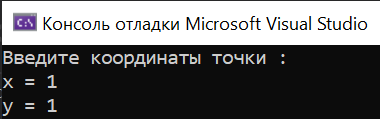 C:\ Консоль отладки Microsoft Visual Studio
Введите координаты точки :
x = 1
y = 1